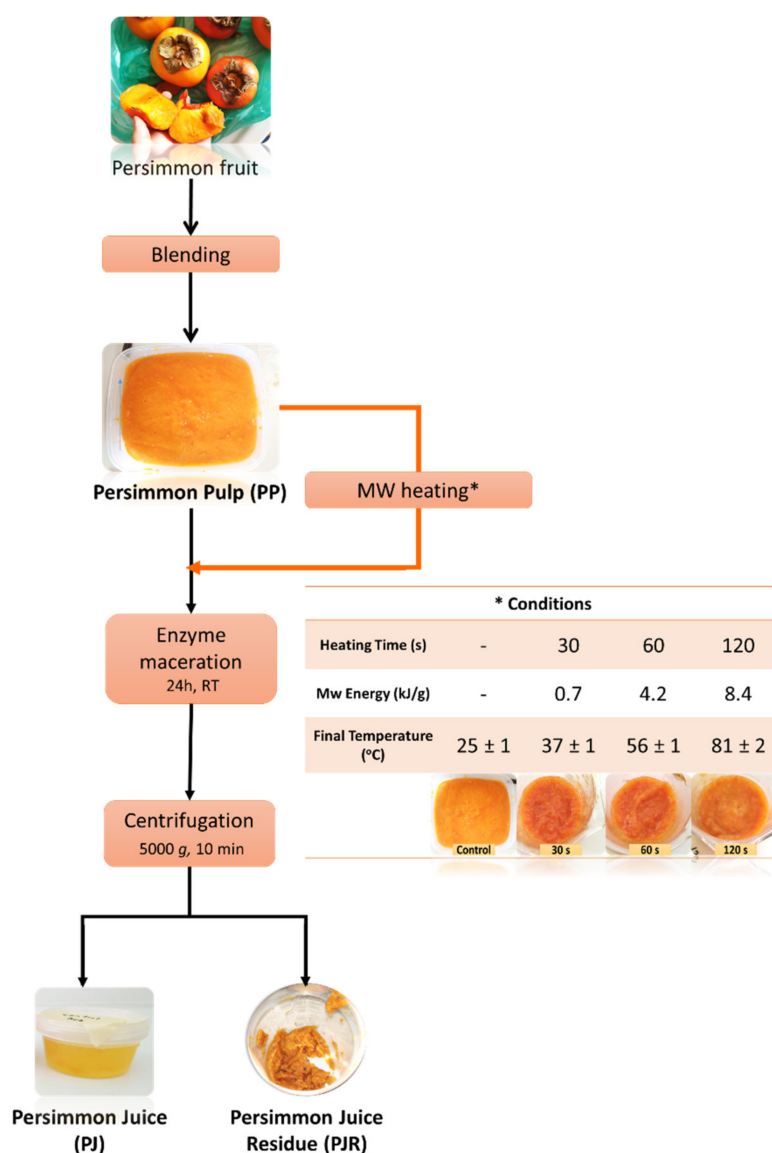 Persimmon fruit
Blending
Persimmon Pulp (PP)
MW heating*
Enzyme
maceration
24h, RT
* Conditions
Heating Time (s) - 30 60 120
Mw Energy (kJ/g) - 0.7 4.2 8.4
Final Temperature
(°C) 25 ± 1 37 ± 1 56 ± 1 81 ± 2
Control 30 s 60 s 120 s
Centrifugation
5000 g, 10 min
Persimmon Juice
(PJ)
Persimmon Juice
Residue (PJR)